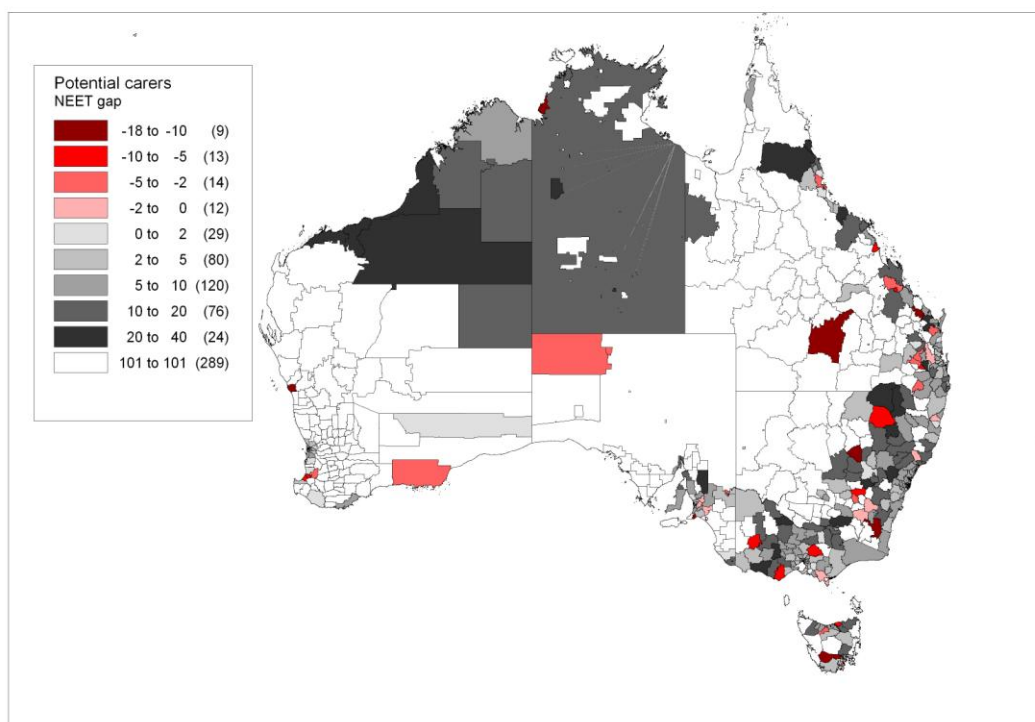 Potential carers
NEET gap
-18 to -10 (9)
-10 to -5 (13)
-5 to -2 (14)
-2 to 0 (12)
0 to 2 (29)
2 to 5 (80)
5 to 10 (120)
10 to 20 (76)
20 to 40 (24)
101 to 101 (289)